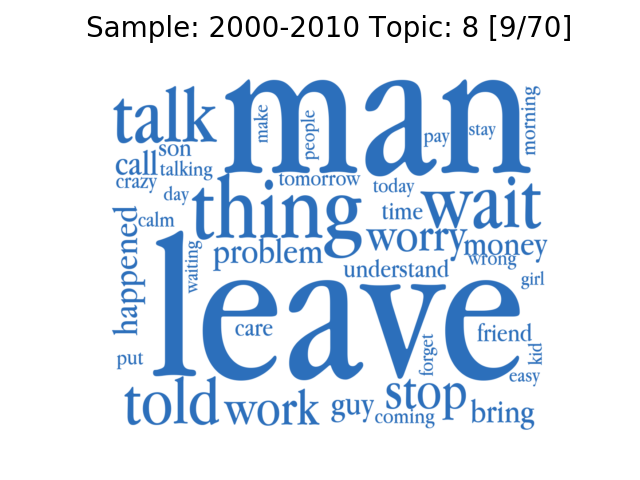 Sample: 2000-2010 Topic: 8 [9/70]
talk man make people pay stay morning
son
call talking
crazy tomorrow today
day thing time wait
calm
happened waiting problem worry money
understand wrong
girl
leave
care friend
put forget kid
easy
told work guy stop
coming bring